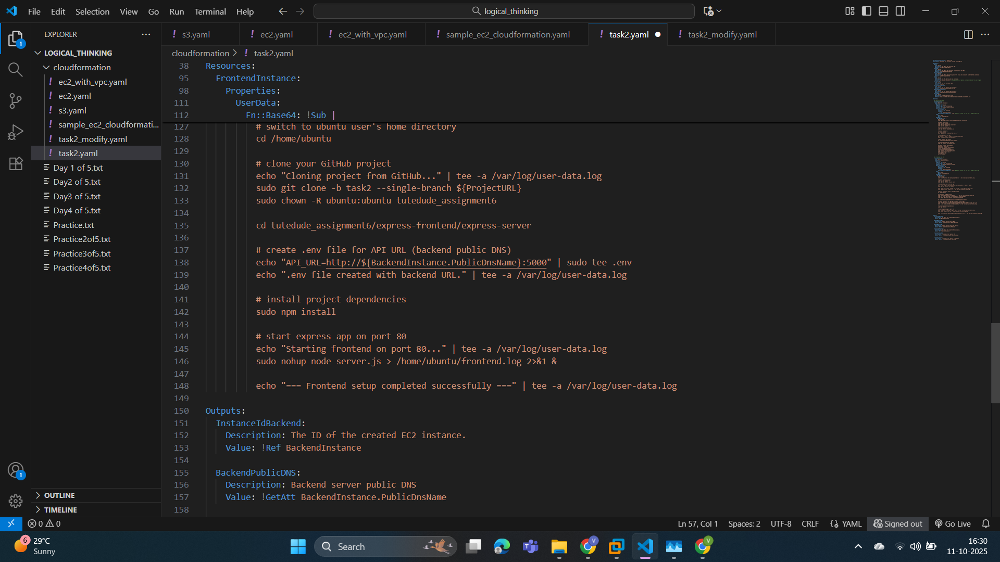 File Edit Selection View Go Run Terminal Help
logical_thinking
EXPLORER
s3.yaml
ec2.yaml
ec2_with_vpc.yaml
sample_ec2_cloudformation.yaml
task2.yaml
task2_modify.yaml
LOGICAL_THINKING
cloudformation
ec2_with_vpc.yaml
ec2.yaml
s3.yaml
sample_ec2_cloudformati...
task2_modify.yaml
task2.yaml
Day 1 of 5.txt
Day2 of 5.txt
Day3 of 5.txt
Day4 of 5.txt
Practice.txt
Practice2of5.txt
Practice3of5.txt
Practice4of5.txt
OUTLINE
TIMELINE
cloudformation > ! task2.yaml
38 Resources:
95 FrontendInstance:
98 Properties:
111 UserData:
112 Fn::Base64: !Sub |
127 # switch to ubuntu user's home directory
128 cd /home/ubuntu
129
130 # clone your GitHub project
131 echo "Cloning project from GitHub..." | tee -a /var/log/user-data.log
132 sudo git clone -b task2 --single-branch ${ProjectURL}
133 sudo chown -R ubuntu:ubuntu tutedude_assignment6
134
135 cd tutedude_assignment6/express-frontend/express-server
136
137 # create .env file for API URL (backend public DNS)
138 echo "API_URL=http://${BackendInstance.PublicDnsName}:5000" | sudo tee .env
139 echo ".env file created with backend URL." | tee -a /var/log/user-data.log
140
141 # install project dependencies
142 sudo npm install
143
144 # start express app on port 80
145 echo "Starting frontend on port 80..." | tee -a /var/log/user-data.log
146 sudo nohup node server.js > /home/ubuntu/frontend.log 2>&1 &
147
148 echo "=== Frontend setup completed successfully ===" | tee -a /var/log/user-data.log
149
150 Outputs:
151 InstanceIdBackend:
152 Description: The ID of the created EC2 instance.
153 Value: !Ref BackendInstance
154
155 BackendPublicDNS:
156 Description: Backend server public DNS
157 Value: !GetAtt BackendInstance.PublicDnsName
158
1
1
0 0
Ln 57, Col 1 Spaces: 2 UTF-8 CRLF {} YAML Signed out Go Live
6
29°C
Sunny
Search
V
V
16:30
11-10-2025